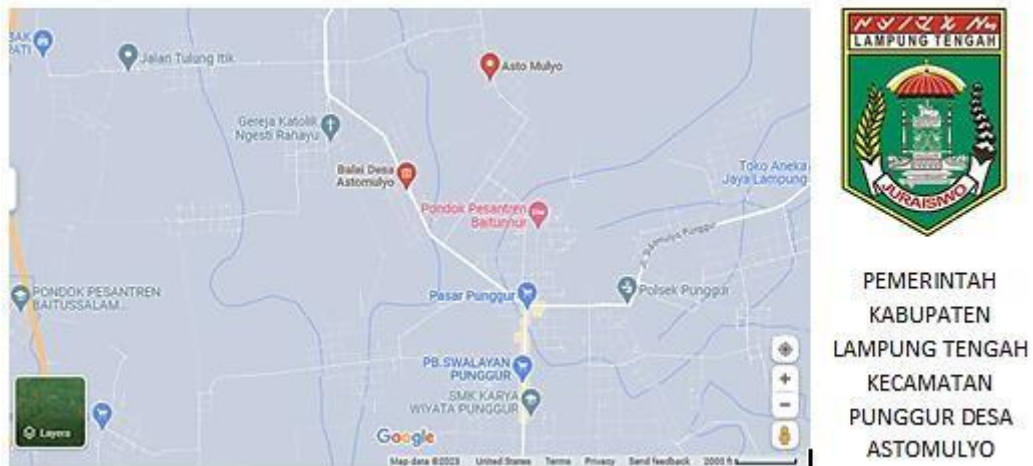 Jalan Tulung Itik
Asto Mulyo
Gereja Katolik
Ngesti Rahayu
Balai Desa
Astomulyo
Toko Aneka
Jaya Lampung
Pondok Pesantren
Baitunnur
Punggur
PONDOK PESANTREN
BAITUSSALAM...
Pasar Punggur
Polsek Punggur
PB.SWALAYAN
PUNGGUR
SMK KARYA
WIYATA PUNGGUR
Layers
Google
Map data ©2023 United States Terms Privacy Send feedback 2000 ft
LAMPUNG TENGAH
JURAISIWO
PEMERINTAH
KABUPATEN
LAMPUNG TENGAH
KECAMATAN
PUNGGUR DESA
ASTOMULYO